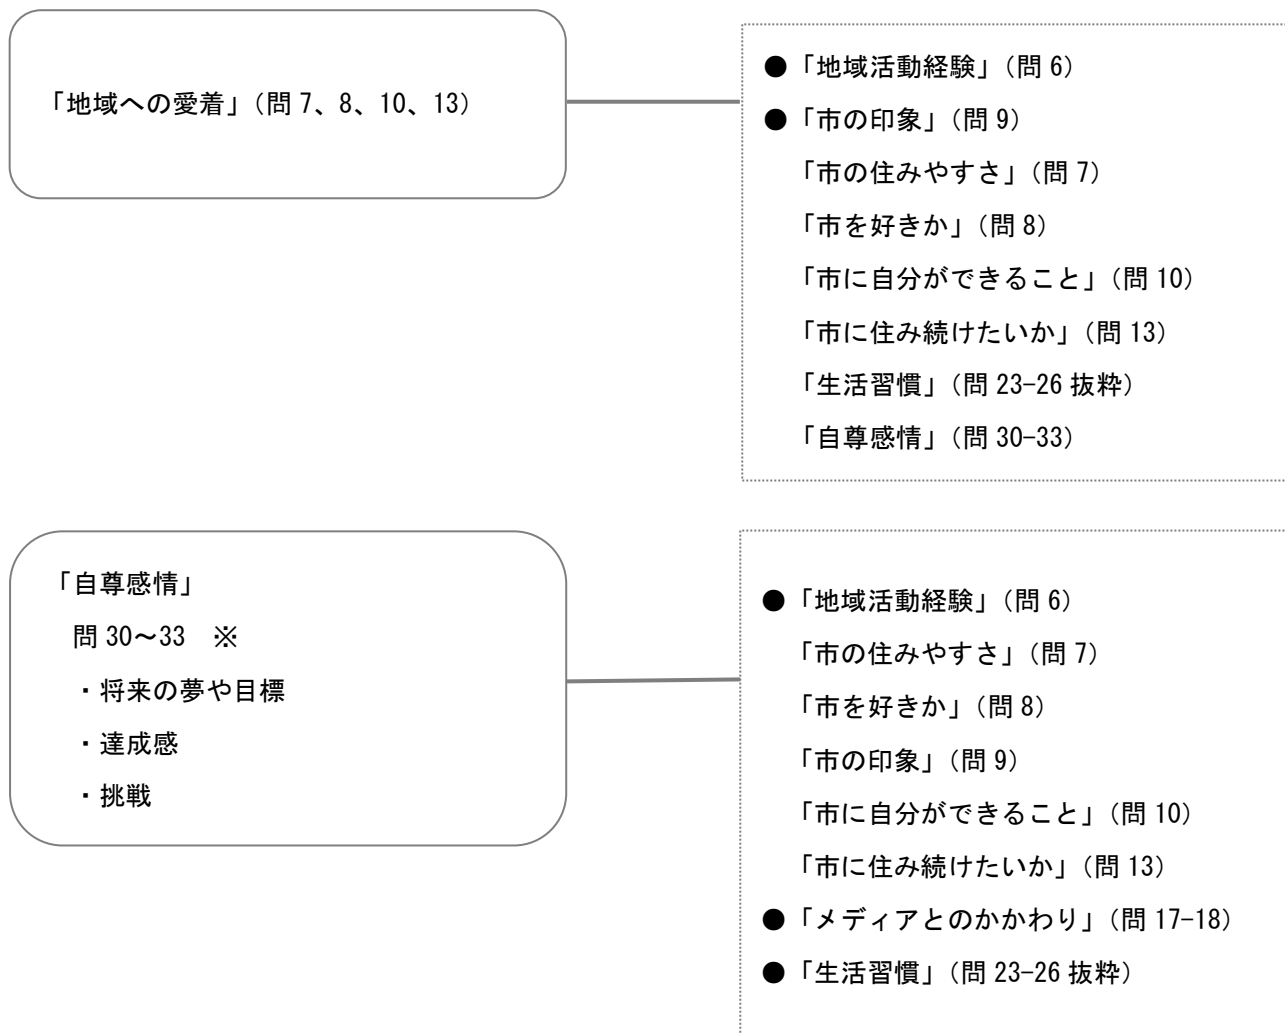 「地域への愛着」（問 7、8、10、13）
●「地域活動経験」（問 6）
●「市の印象」（問 9）
「市の住みやすさ」（問 7）
「市を好きか」（問 8）
「市に自分ができること」（問 10）
「市に住み続けたいか」（問 13）
「生活習慣」（問 23-26 抜粋）
「自尊感情」（問 30-33）
「自尊感情」
問 30～33　※
・将来の夢や目標
・達成感
・挑戦
●「地域活動経験」（問 6）
「市の住みやすさ」（問 7）
「市を好きか」（問 8）
「市の印象」（問 9）
「市に自分ができること」（問 10）
「市に住み続けたいか」（問 13）
●「メディアとのかかわり」（問 17-18）
●「生活習慣」（問 23-26 抜粋）